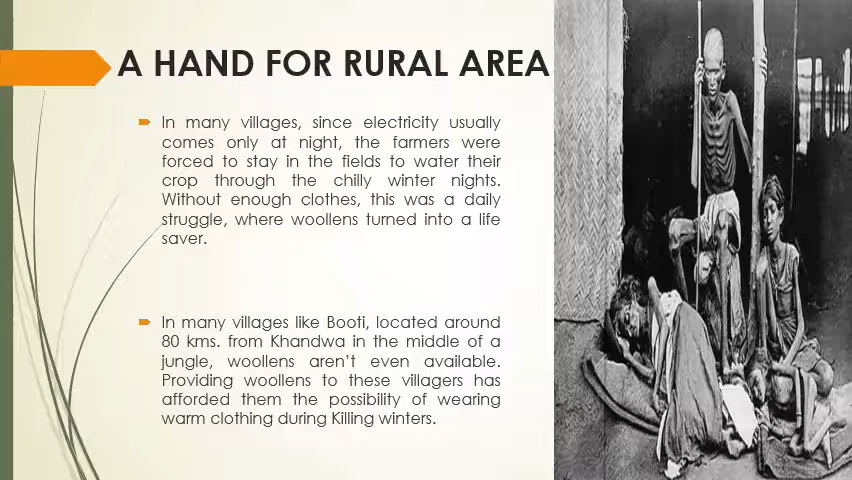 A HAND FOR RURAL AREA
In many villages, since electricity usually
comes only at night, the farmers were
forced to stay in the fields to water their
crop through the chilly winter nights.
Without enough clothes, this was a daily
struggle, where woollens turned into a life
saver.
In many villages like Booti, located around
80 kms. from Khandwa in the middle of a
jungle, woollens aren't even available.
Providing woollens to these villagers has
afforded them the possibility of wearing
warm clothing during Killing winters.